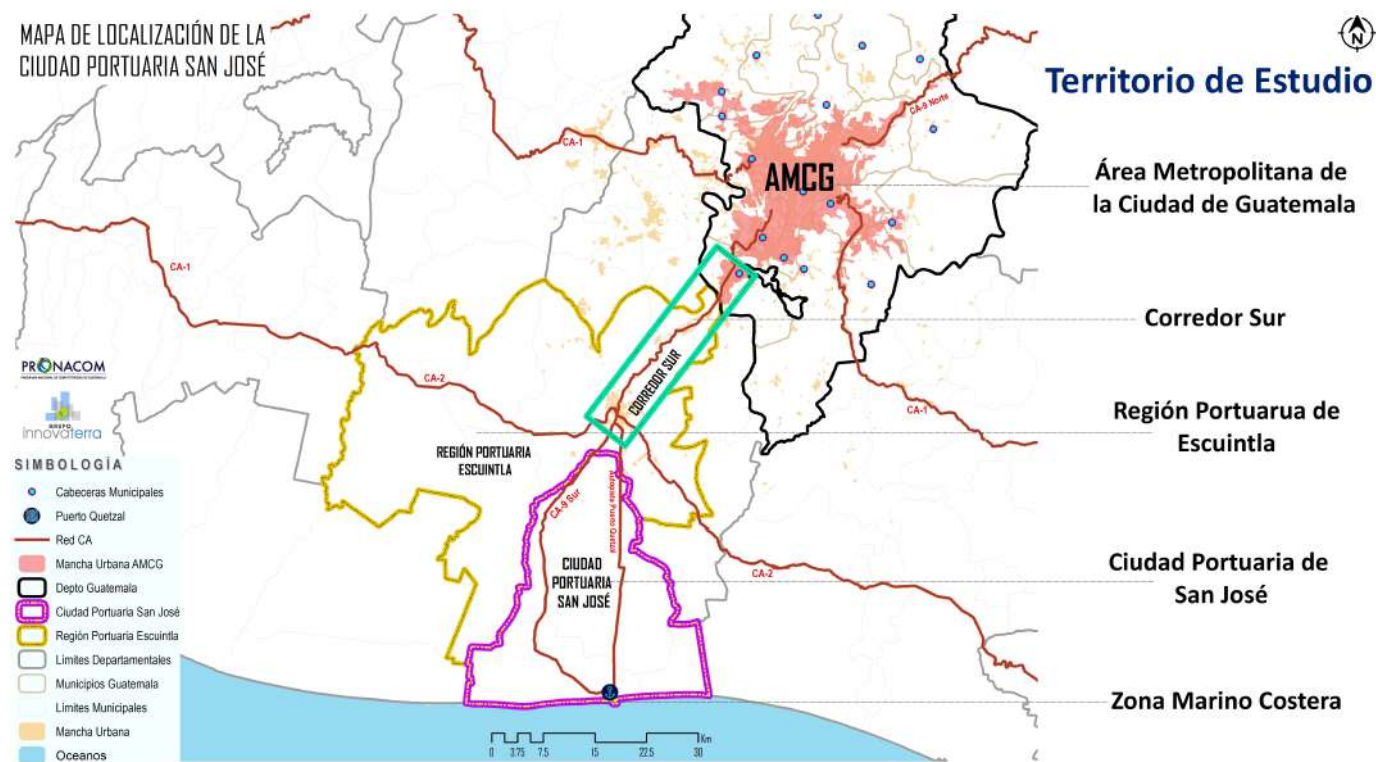 MAPA DE LOCALIZACIÓN DE LA
CIUDAD PORTUARIA SAN JOSÉ
N
Territorio de Estudio
CA-9 Norte
CA-1
AMCG
Área Metropolitana de
la Ciudad de Guatemala
CA-1
Corredor Sur
CORREDOR SUR
CA-2
CA-1
Región Portuarua de
Escuintla
REGIÓN PORTUARIA
ESCUINTLA
CA-9 Sur
Autopista Puerto Quetzal
CIUDAD
PORTUARIA
SAN JOSÉ
CA-2
Ciudad Portuaria de
San José
Zona Marino Costera
PRONACOM
GRUPO
innovaterra
SIMBOLOGÍA
Cabeceras Municipales
Puerto Quetzal
Red CA
Mancha Urbana AMCG
Depto Guatemala
Ciudad Portuaria San José
Región Portuaria Escuintla
Límites Departamentales
Municipios Guatemala
Límites Municipales
Mancha Urbana
Oceanos
Km
0 3.75 7.5 15 22.5 30